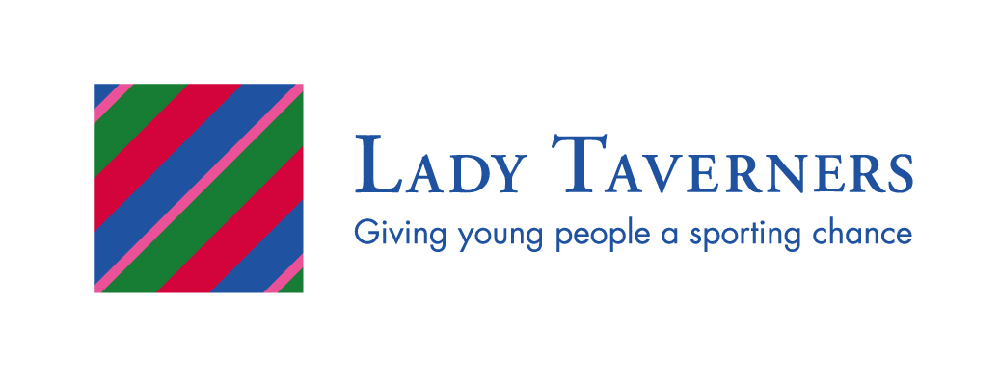 LADY TAVERNERS
Giving young people a sporting chance